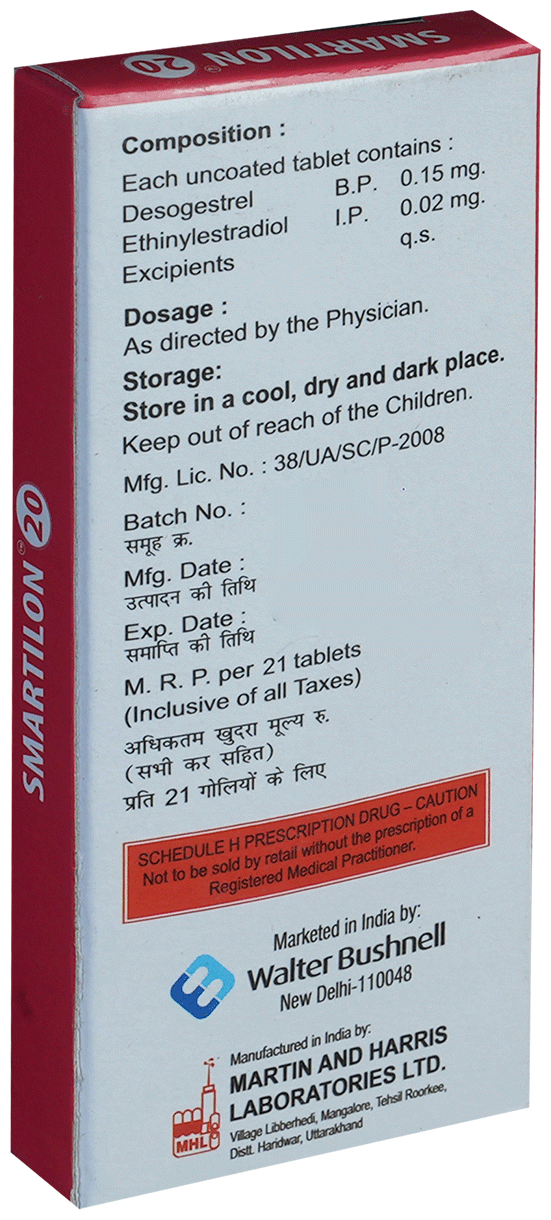 SMARTILON 20
SMARTILON 20
Composition :
Each uncoated tablet contains :
Desogestrel B.P. 0.15 mg.
Ethinylestradiol I.P. 0.02 mg.
Excipients q.s.
Dosage :
As directed by the Physician.
Storage:
Store in a cool, dry and dark place.
Keep out of reach of the Children.
Mfg. Lic. No. : 38/UA/SC/P-2008
Batch No. :
समूह क्र.
Mfg. Date :
उत्पादन की तिथि
Exp. Date :
समाप्ति की तिथि
M. R. P. per 21 tablets
(Inclusive of all Taxes)
अधिकतम खुदरा मूल्य रु.
(सभी कर सहित)
प्रति 21 गोलियों के लिए
SCHEDULE H PRESCRIPTION DRUG – CAUTION
Not to be sold by retail without the prescription of a
Registered Medical Practitioner.
Marketed in India by:
Walter Bushnell
New Delhi-110048
Manufactured in India by:
MARTIN AND HARRIS
LABORATORIES LTD.
Village Libberhedi, Mangalore, Tehsil Roorkee,
Distt. Haridwar, Uttarakhand
MHL